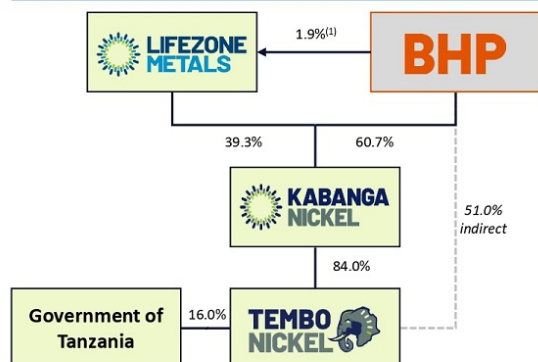 LIFEZONE
METALS
1.9%(1)
BHP
39.3%
60.7%
KABANGA
NICKEL
51.0%
indirect
84.0%
Government of
Tanzania
16.0%
TEMBO
NICKEL